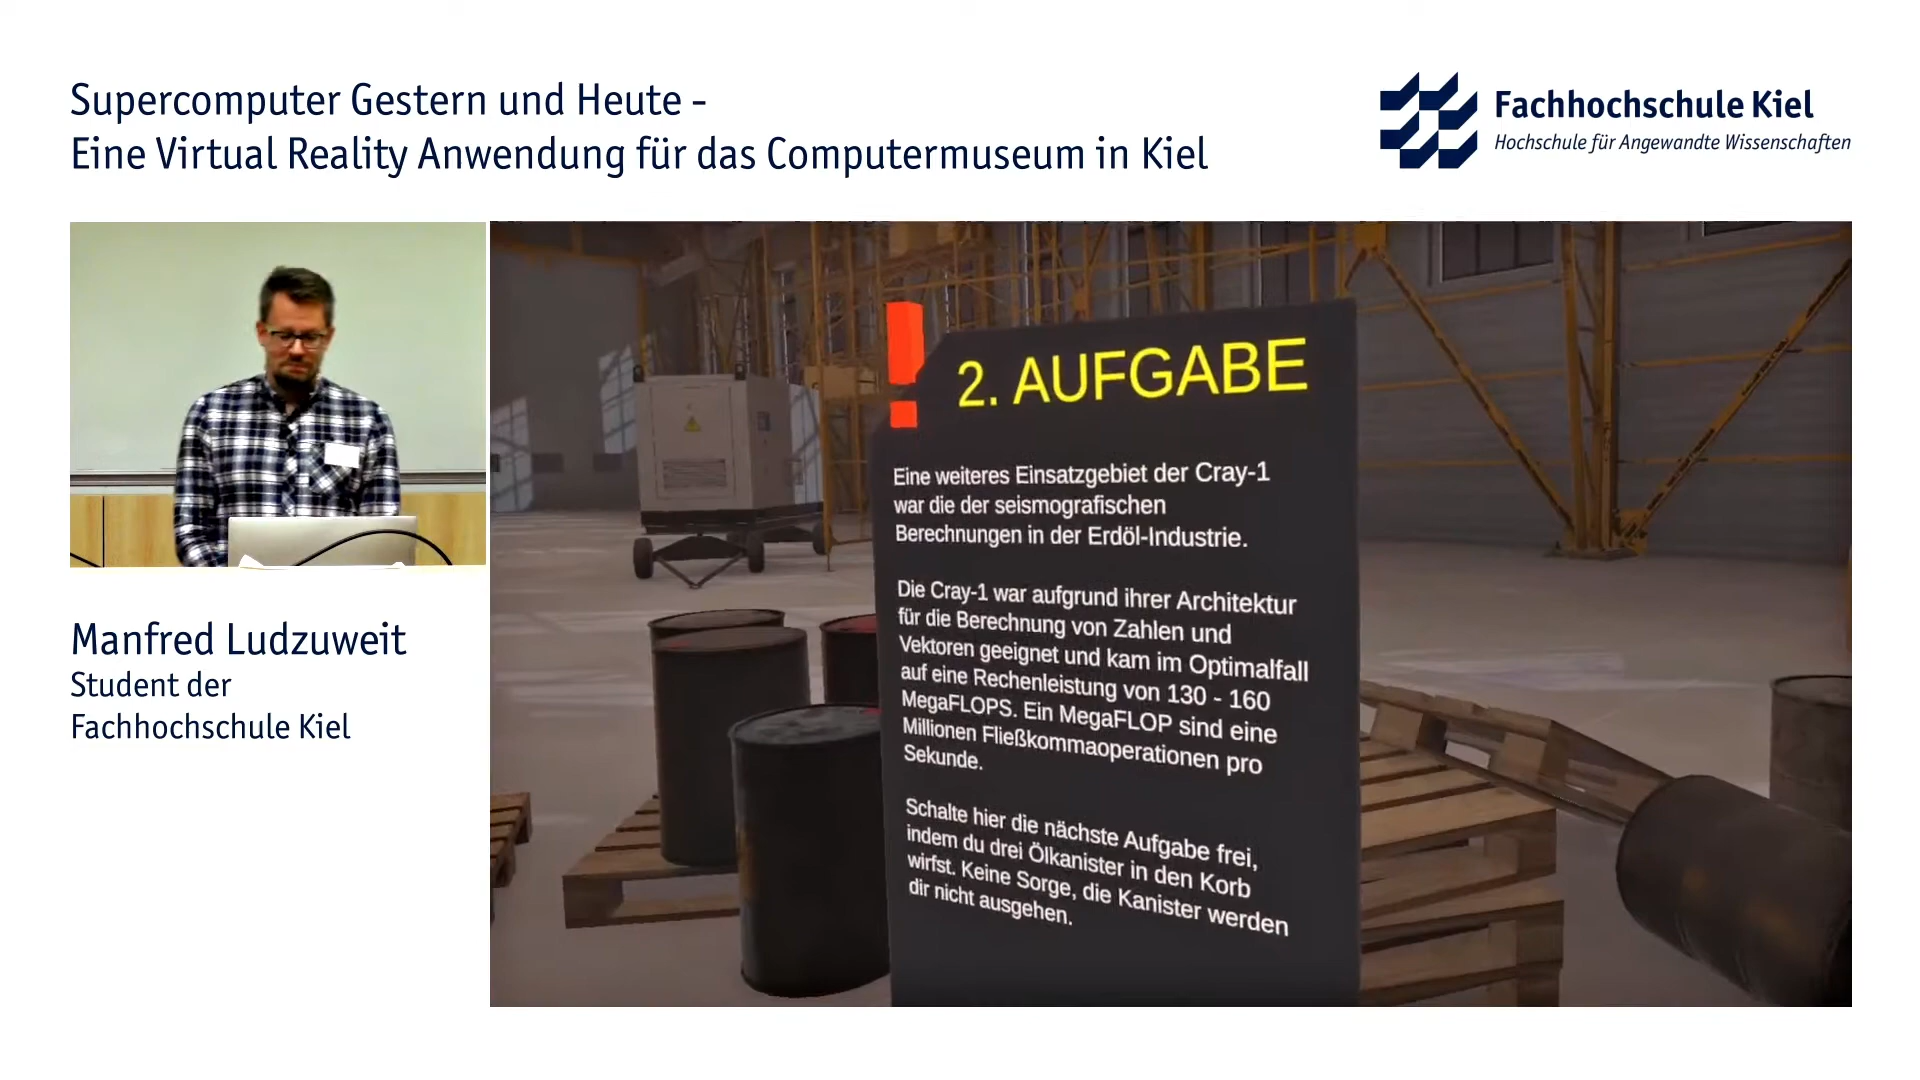 Supercomputer Gestern und Heute -
Eine Virtual Reality Anwendung für das Computermuseum in Kiel
Fachhochschule Kiel
Hochschule für Angewandte Wissenschaften
Manfred Ludzuweit
Student der
Fachhochschule Kiel
! 2. AUFGABE
Eine weiteres Einsatzgebiet der Cray-1
war die der seismografischen
Berechnungen in der Erdöl-Industrie.
Die Cray-1 war aufgrund ihrer Architektur
für die Berechnung von Zahlen und
Vektoren geeignet und kam im Optimalfall
auf eine Rechenleistung von 130 - 160
MegaFLOPS. Ein MegaFLOP sind eine
Millionen Fließkommaoperationen pro
Sekunde.
Schalte hier die nächste Aufgabe frei,
indem du drei Ölkanister in den Korb
wirfst. Keine Sorge, die Kanister werden
dir nicht ausgehen.